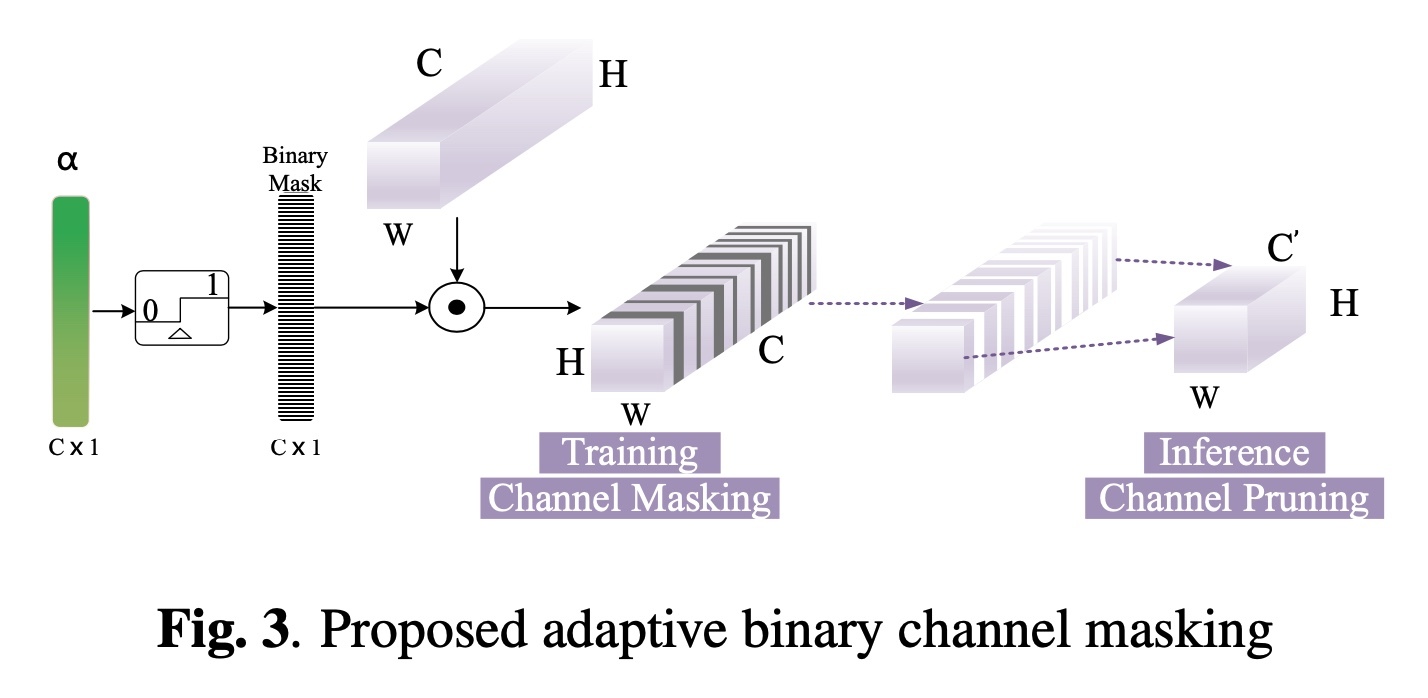 C
H
W
α
C x 1
0
1
Binary
Mask
C x 1
H
W
C
Training
Channel Masking
C’
H
W
Inference
Channel Pruning
Fig. 3. Proposed adaptive binary channel masking